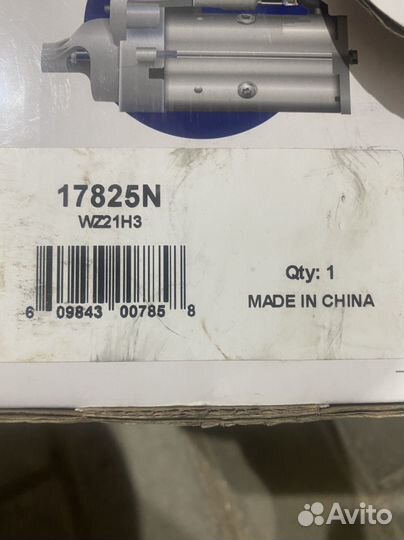 17825N
WZ21H3
6 09843 00785 8
Qty: 1
MADE IN CHINA
Avito